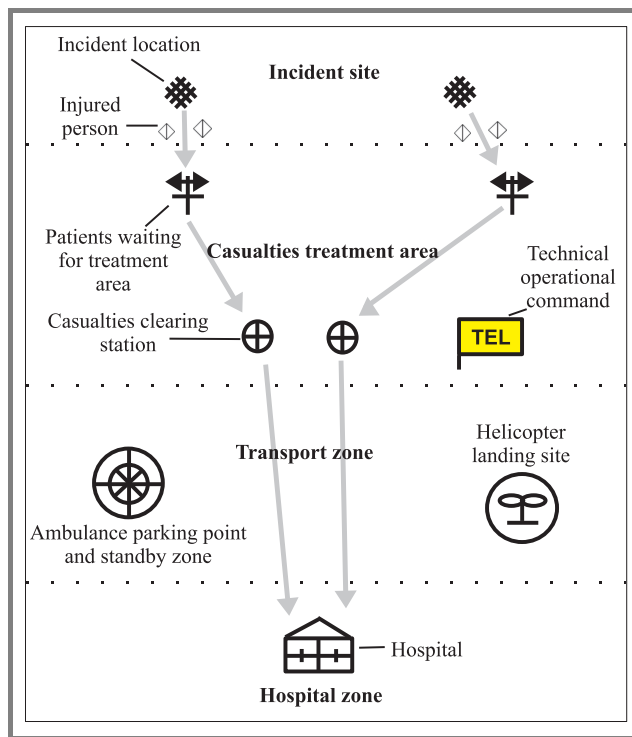 Incident location
Incident site
Injured
person
Patients waiting
for treatment
area
Casualties treatment area
Technical
operational
command
Casualties clearing
station
TEL
Transport zone
Helicopter
landing site
Ambulance parking point
and standby zone
Hospital
Hospital zone